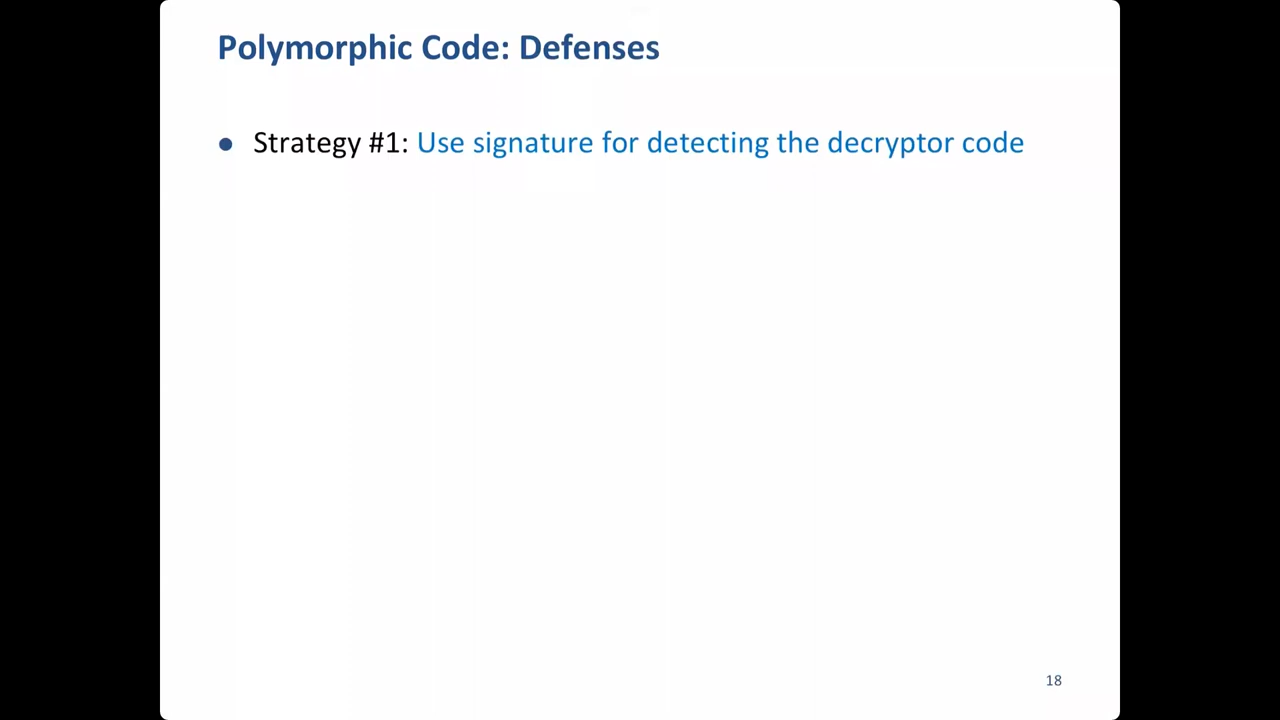 Polymorphic Code: Defenses
● Strategy #1: Use signature for detecting the decryptor code
18